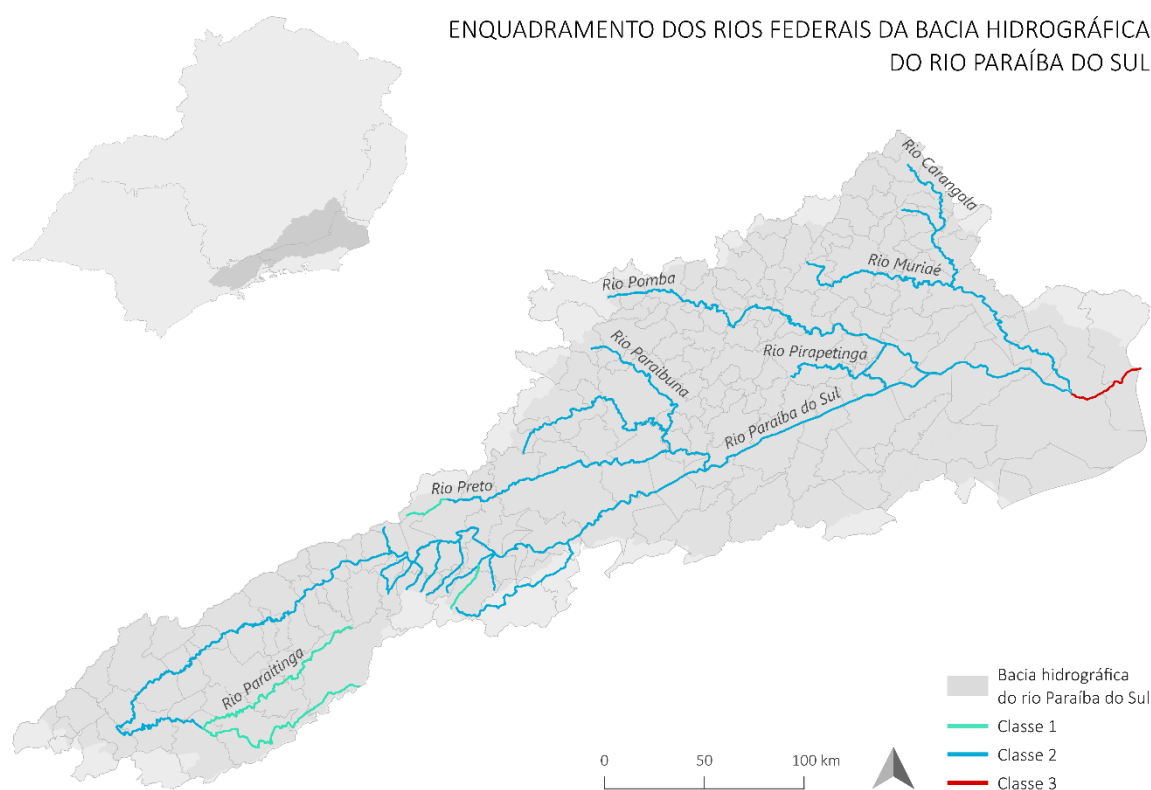 ENQUADRAMENTO DOS RIOS FEDERAIS DA BACIA HIDROGRÁFICA
DO RIO PARAÍBA DO SUL
Rio Carangola
Rio Muriaé
Rio Pomba
Rio Pirapetinga
Rio Paraibuna
Rio Paraíba do Sul
Rio Preto
Rio Paraitinga
Bacia hidrográfica
do rio Paraíba do Sul
Classe 1
Classe 2
Classe 3
0 50 100 km